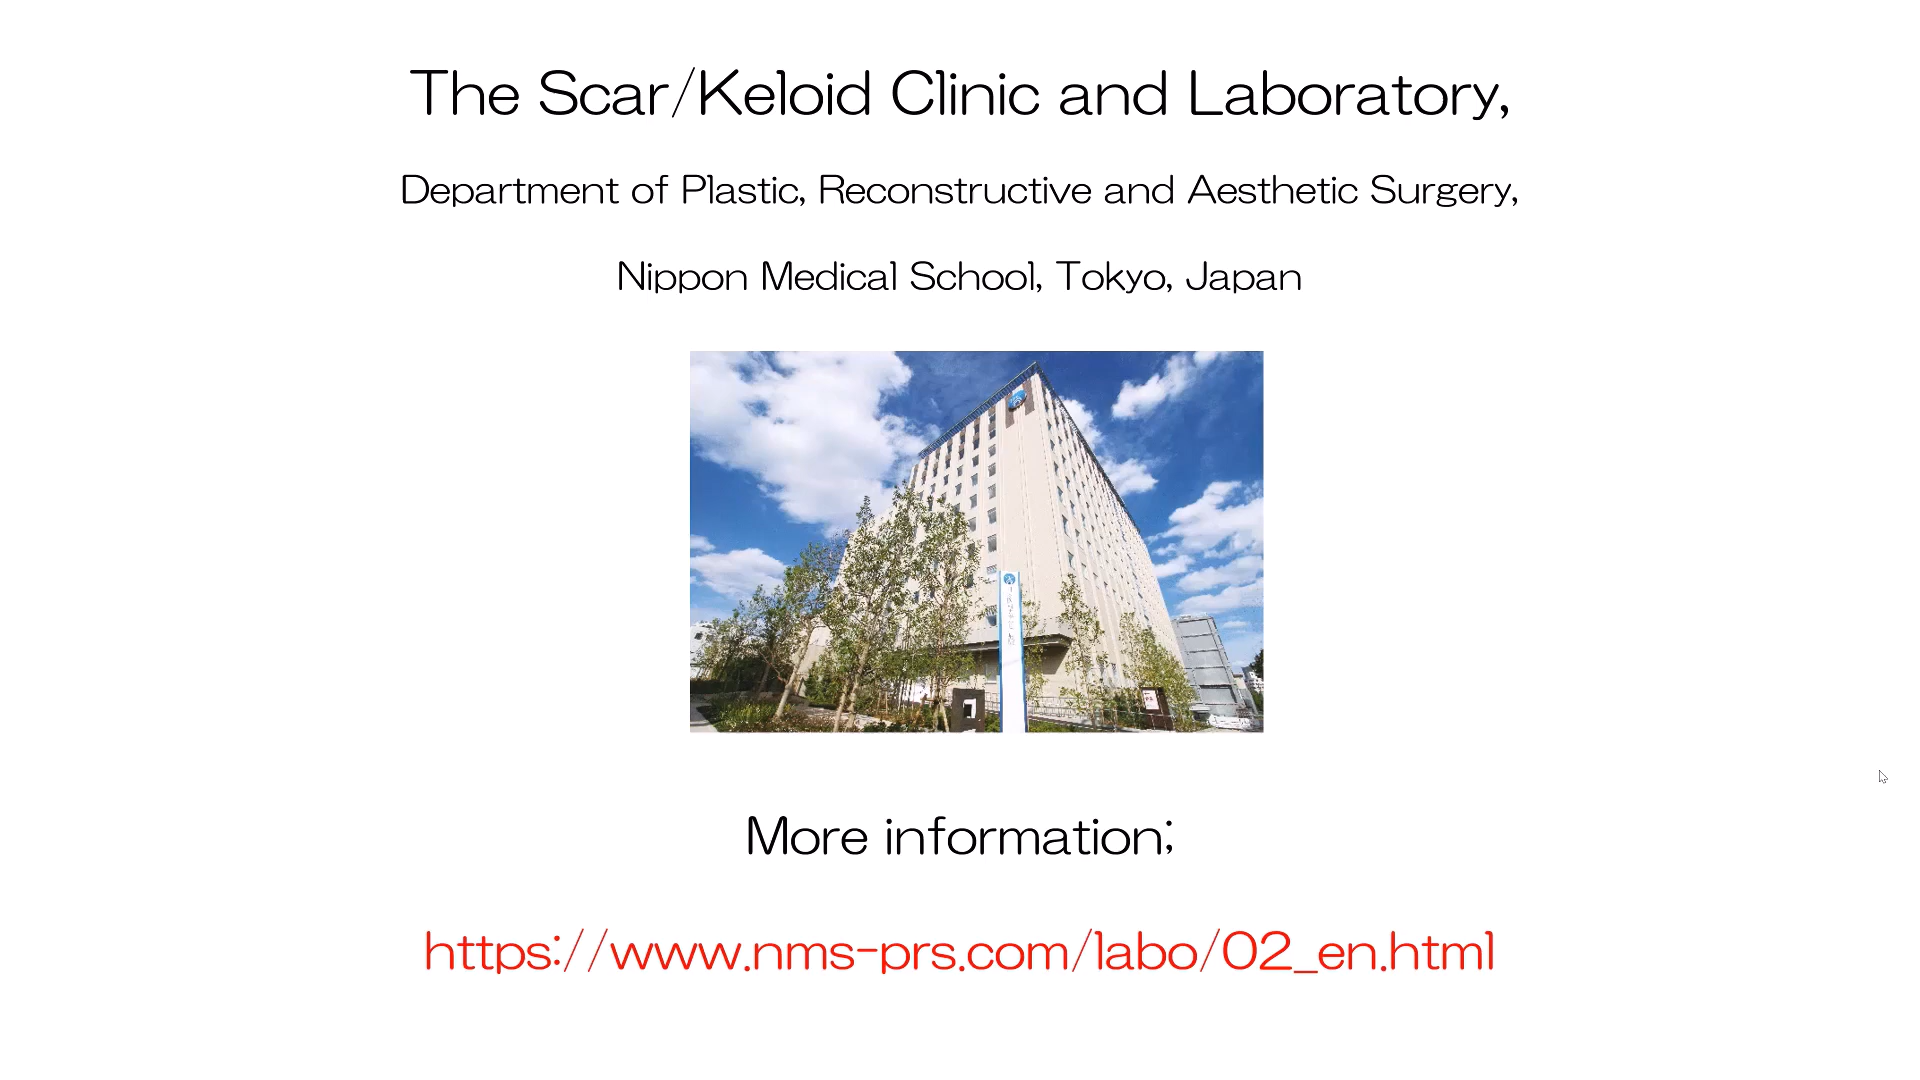 The Scar/Keloid Clinic and Laboratory,
Department of Plastic, Reconstructive and Aesthetic Surgery,
Nippon Medical School, Tokyo, Japan
More information;
https://www.nms-prs.com/labo/02_en.html